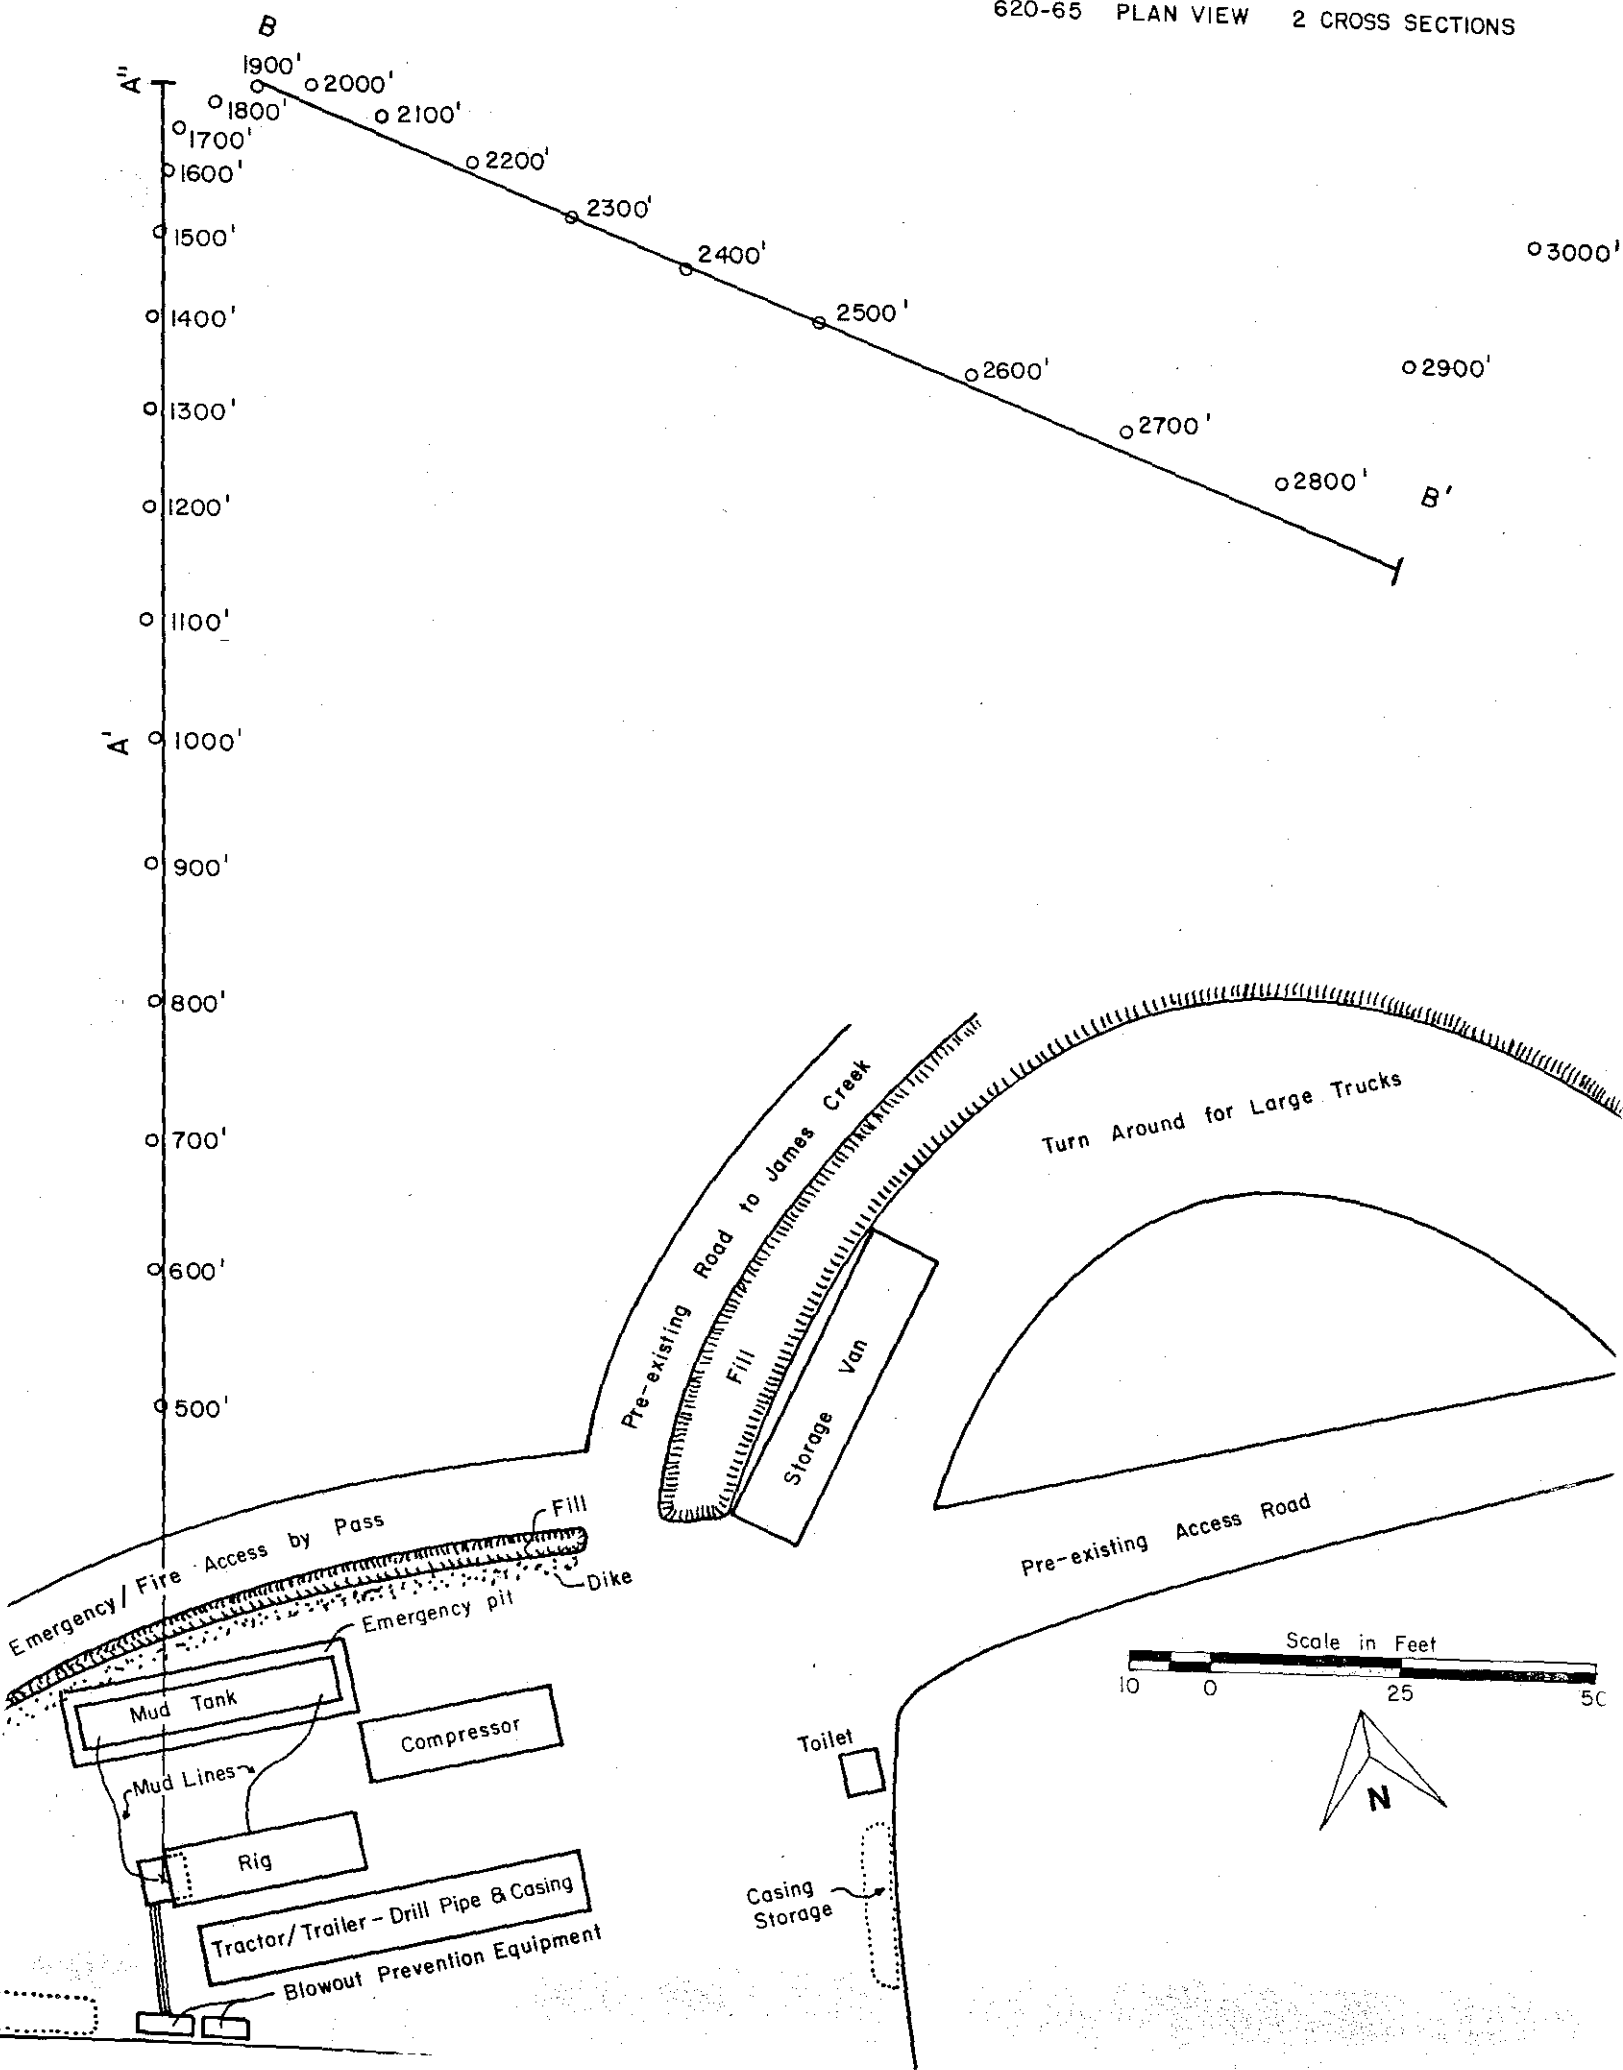 620-65 PLAN VIEW 2 CROSS SECTIONS
B
A"
1900'
2000'
1800'
2100'
1700'
1600'
2200'
2300'
1500'
2400'
3000'
1400'
2500'
2600'
2900'
1300'
2700'
1200'
2800'
B'
1100'
A'
1000'
900'
800'
700'
600'
500'
Pre-existing Road to James Creek
Turn Around for Large Trucks
Fill
Storage Van
Pre-existing Access Road
Emergency/Fire Access by Pass
Fill
Dike
Emergency pit
Mud Tank
Compressor
Mud Lines
Rig
Tractor/Trailer - Drill Pipe & Casing
Blowout Prevention Equipment
Toilet
Casing
Storage
Scale in Feet
10 0 25 50
N